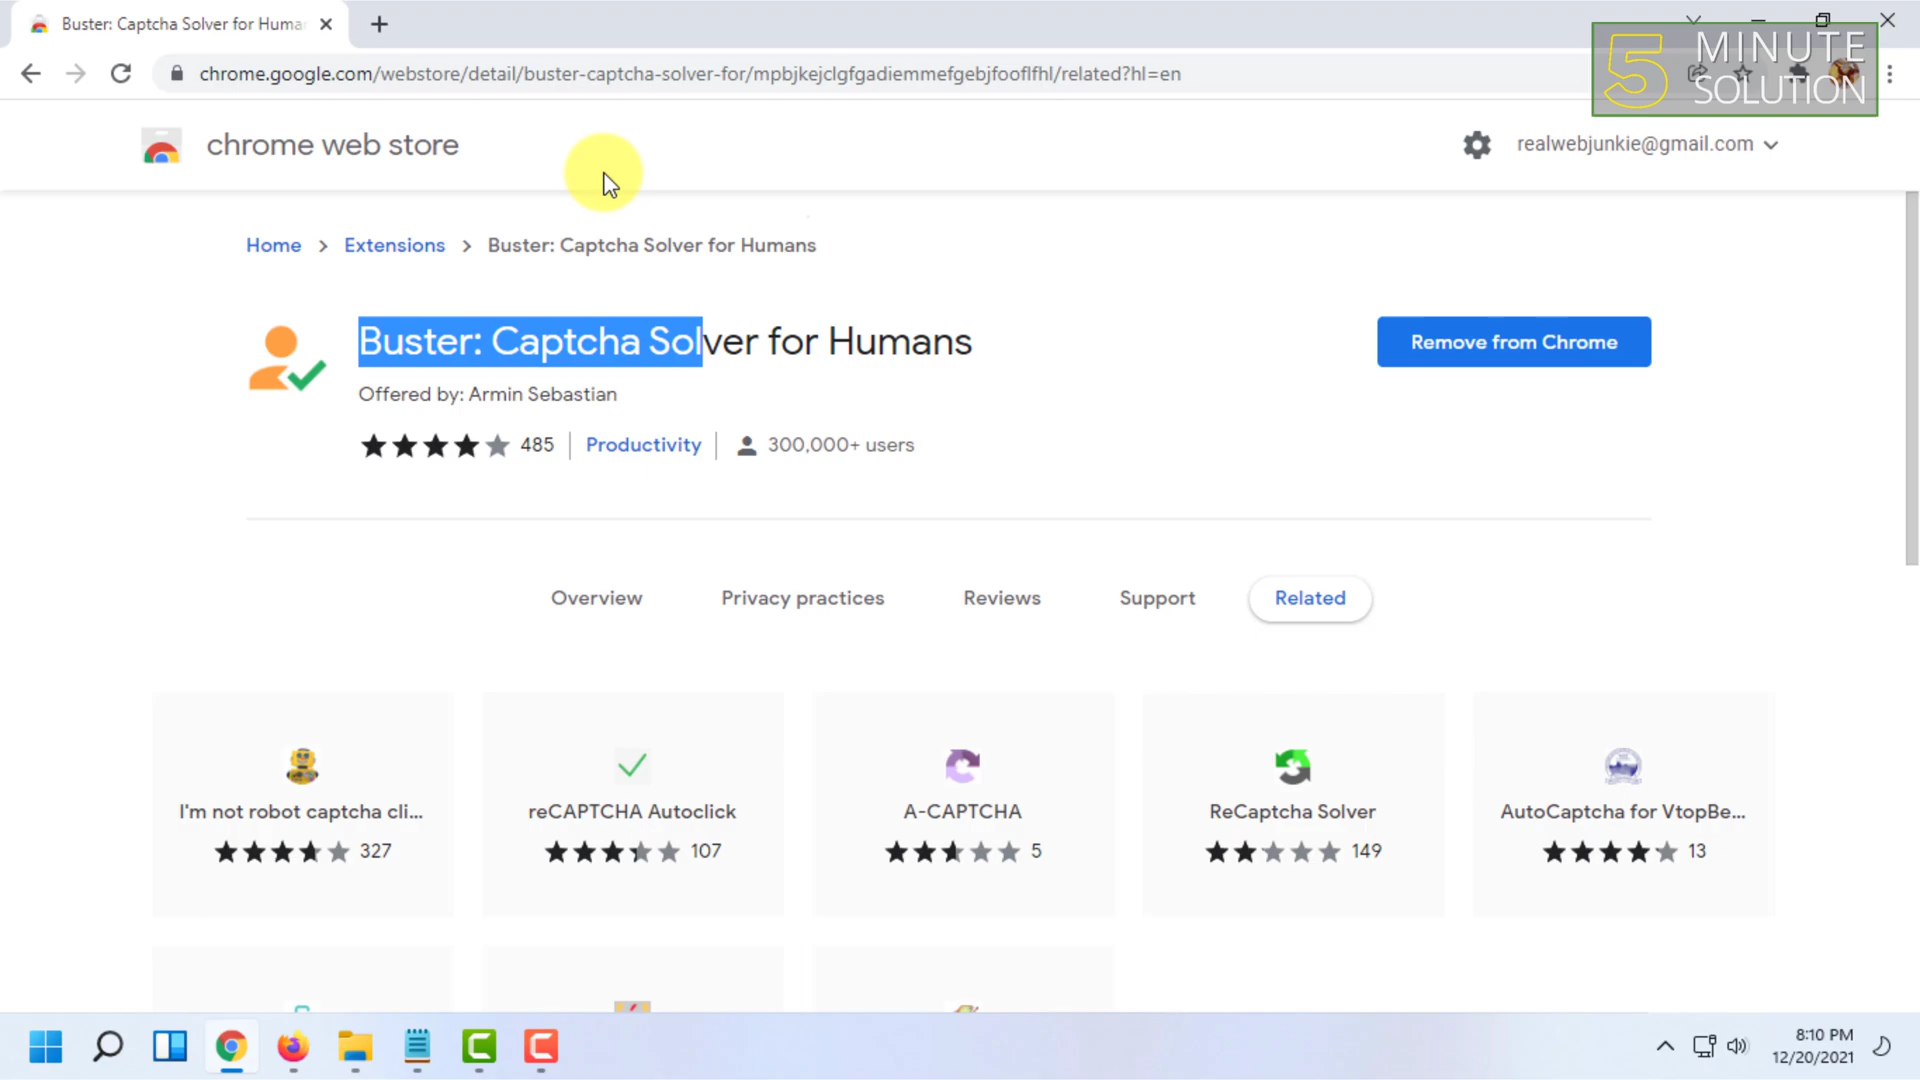 Buster: Captcha Solver for Huma
chrome.google.com/webstore/detail/buster-captcha-solver-for/mpbjkejclgfgadiemmefgebjfooflfhl/related?hl=en
5 MINUTE
SOLUTION
chrome web store
realwebjunkie@gmail.com
Home > Extensions > Buster: Captcha Solver for Humans
Buster: Captcha Solver for Humans
Remove from Chrome
Offered by: Armin Sebastian
485 | Productivity | 300,000+ users
Overview
Privacy practices
Reviews
Support
Related
I'm not robot captcha cli...
327
reCAPTCHA Autoclick
107
A-CAPTCHA
5
ReCaptcha Solver
149
AutoCaptcha for VtopBe...
13
8:10 PM
12/20/2021